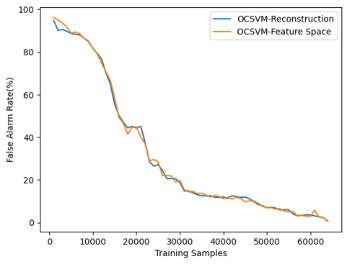 100
80
60
40
20
0
False Alarm Rate(%)
OCSVM-Reconstruction
OCSVM-Feature Space
0 10000 20000 30000 40000 50000 60000
Training Samples